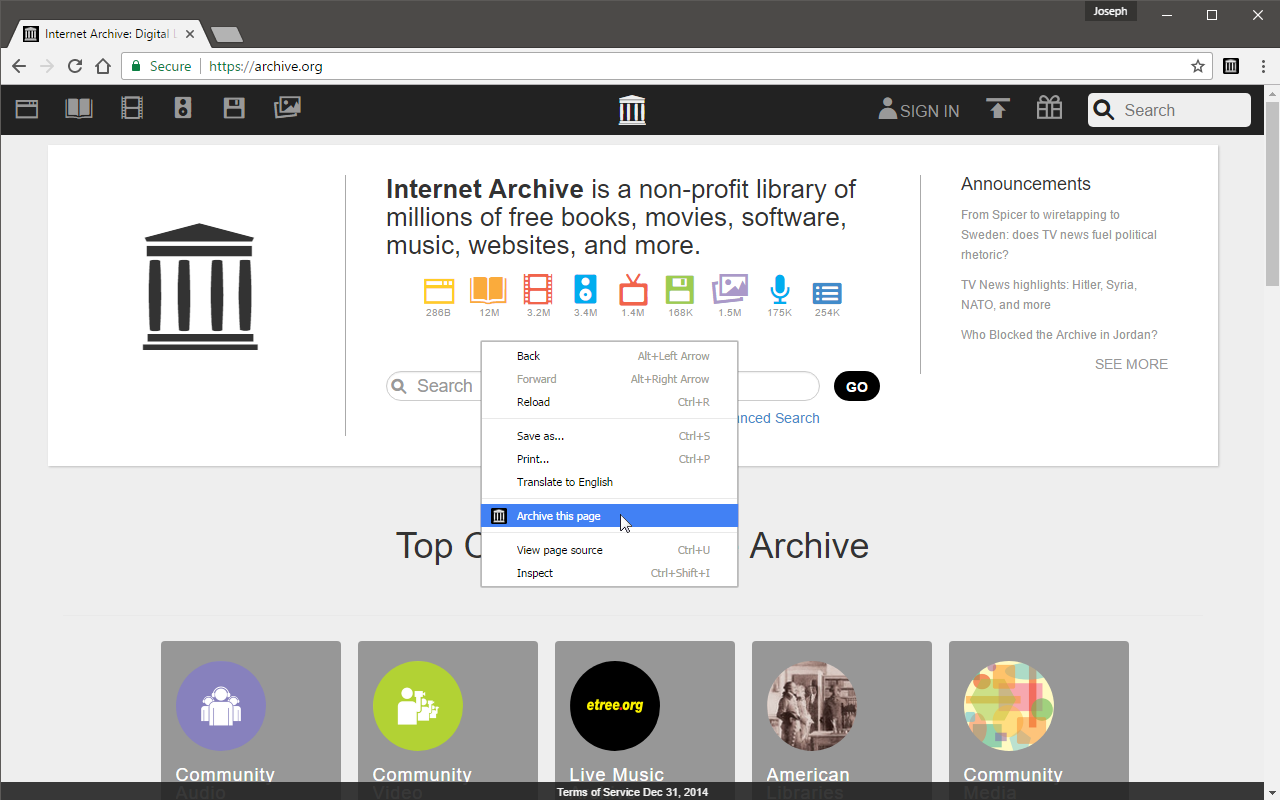 Joseph
Internet Archive: Digital L
Secure https://archive.org
SIGN IN
Search
Internet Archive is a non-profit library of
millions of free books, movies, software,
music, websites, and more.
286B 12M 3.2M 3.4M 1.4M 168K 1.5M 175K 254K
Search
GO
nced Search
Announcements
From Spicer to wiretapping to
Sweden: does TV news fuel political
rhetoric?
TV News highlights: Hitler, Syria,
NATO, and more
Who Blocked the Archive in Jordan?
SEE MORE
Back Alt+Left Arrow
Forward Alt+Right Arrow
Reload Ctrl+R
Save as... Ctrl+S
Print... Ctrl+P
Translate to English
Archive this page
View page source Ctrl+U
Inspect Ctrl+Shift+I
Top C Archive
etree.org
Community
Audio
Community
Video
Live Music
Archive
American
Libraries
Community
Media
Terms of Service Dec 31, 2014